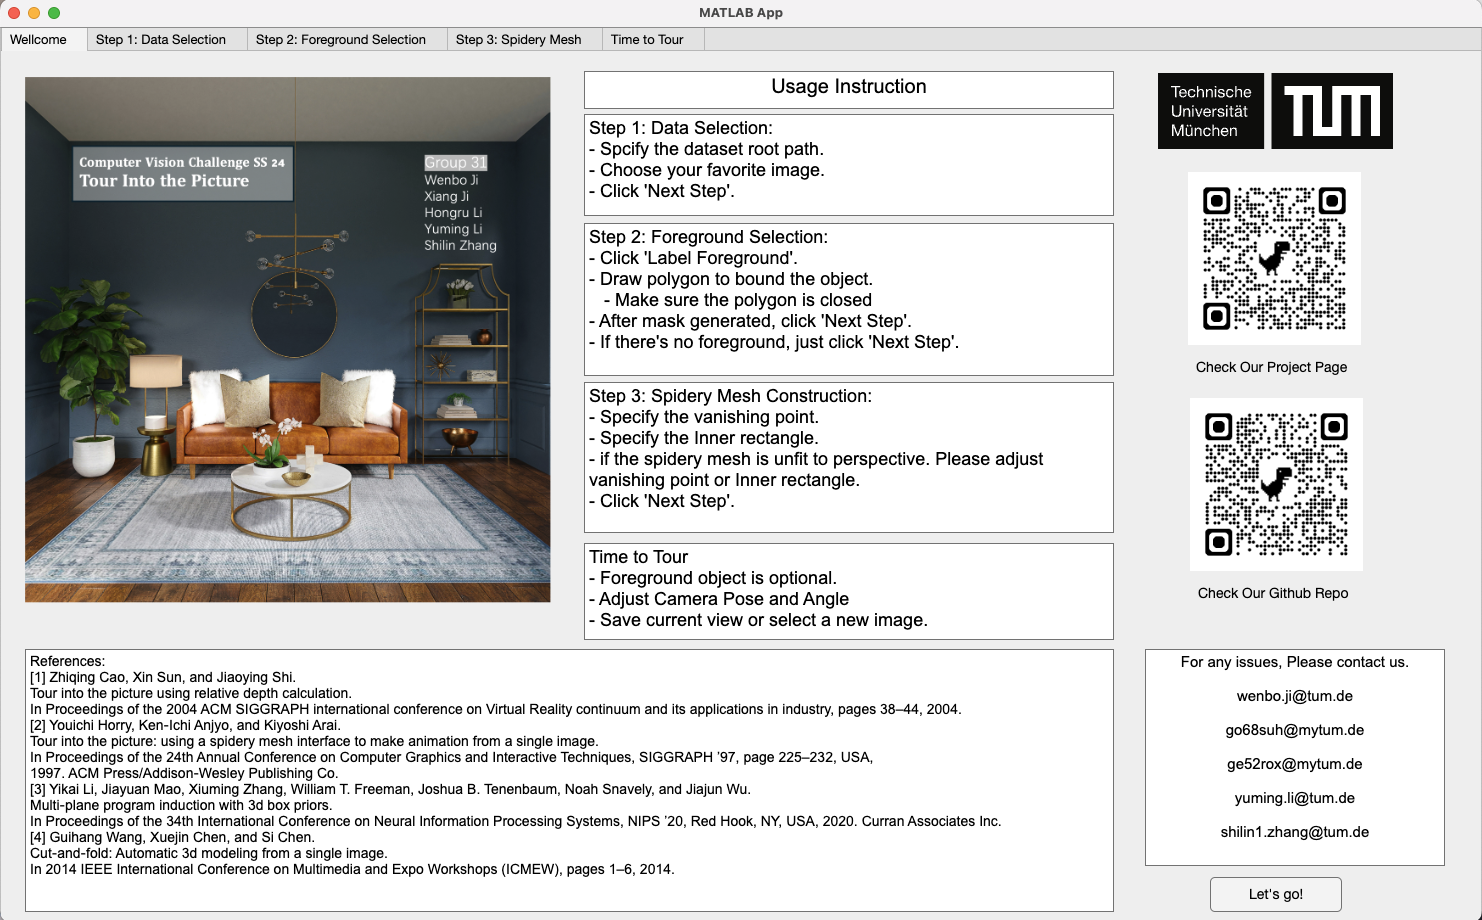 MATLAB App
Wellcome
Step 1: Data Selection
Step 2: Foreground Selection
Step 3: Spidery Mesh
Time to Tour
Computer Vision Challenge SS 24
Tour Into the Picture
Group 31
Wenbo Ji
Xiang Ji
Hongru Li
Yuming Li
Shilin Zhang
Usage Instruction
Step 1: Data Selection:
- Spcify the dataset root path.
- Choose your favorite image.
- Click 'Next Step'.
Step 2: Foreground Selection:
- Click 'Label Foreground'.
- Draw polygon to bound the object.
- Make sure the polygon is closed
- After mask generated, click 'Next Step'.
- If there's no foreground, just click 'Next Step'.
Step 3: Spidery Mesh Construction:
- Specify the vanishing point.
- Specify the Inner rectangle.
- if the spidery mesh is unfit to perspective. Please adjust
vanishing point or Inner rectangle.
- Click 'Next Step'.
Time to Tour
- Foreground object is optional.
- Adjust Camera Pose and Angle
- Save current view or select a new image.
Technische
Universität
München
TUM
Check Our Project Page
Check Our Github Repo
References:
[1] Zhiqing Cao, Xin Sun, and Jiaoying Shi.
Tour into the picture using relative depth calculation.
In Proceedings of the 2004 ACM SIGGRAPH international conference on Virtual Reality continuum and its applications in industry, pages 38–44, 2004.
[2] Youichi Horry, Ken-Ichi Anjyo, and Kiyoshi Arai.
Tour into the picture: using a spidery mesh interface to make animation from a single image.
In Proceedings of the 24th Annual Conference on Computer Graphics and Interactive Techniques, SIGGRAPH ’97, page 225–232, USA,
1997. ACM Press/Addison-Wesley Publishing Co.
[3] Yikai Li, Jiayuan Mao, Xiuming Zhang, William T. Freeman, Joshua B. Tenenbaum, Noah Snavely, and Jiajun Wu.
Multi-plane program induction with 3d box priors.
In Proceedings of the 34th International Conference on Neural Information Processing Systems, NIPS ’20, Red Hook, NY, USA, 2020. Curran Associates Inc.
[4] Guihang Wang, Xuejin Chen, and Si Chen.
Cut-and-fold: Automatic 3d modeling from a single image.
In 2014 IEEE International Conference on Multimedia and Expo Workshops (ICMEW), pages 1–6, 2014.
For any issues, Please contact us.
wenbo.ji@tum.de
go68suh@mytum.de
ge52rox@mytum.de
yuming.li@tum.de
shilin1.zhang@tum.de
Let's go!